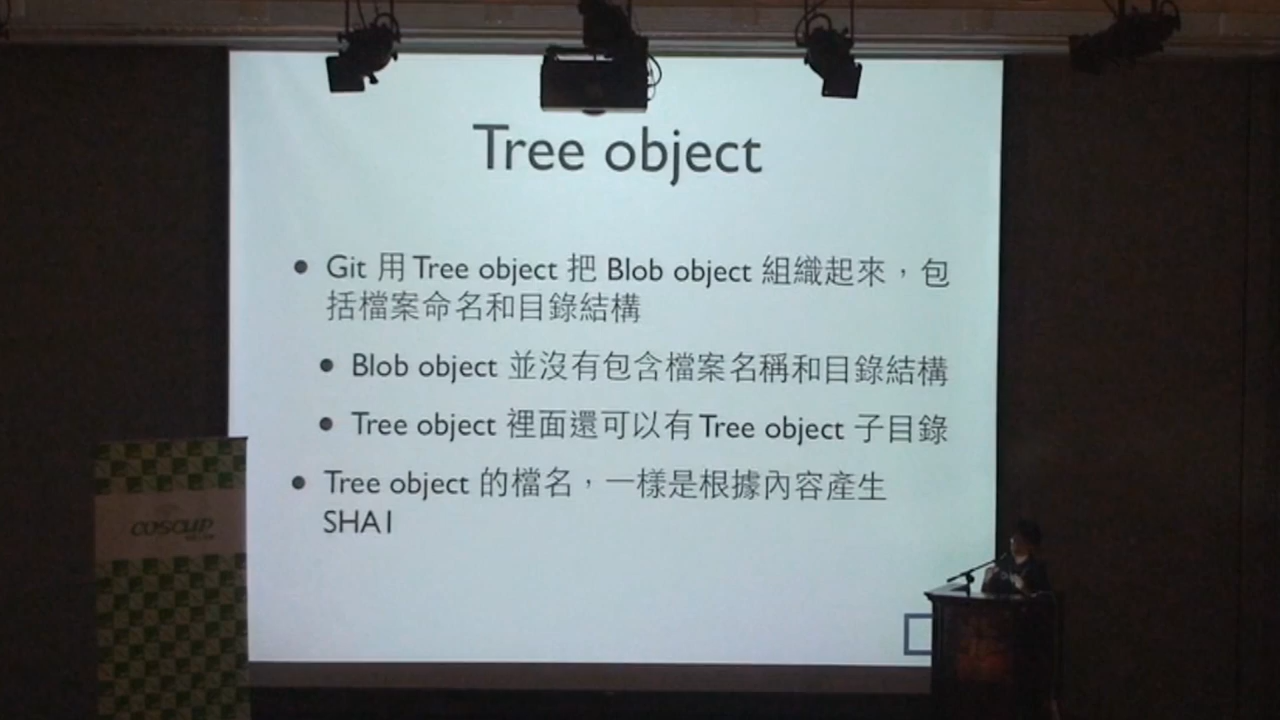 Tree object
• Git 用 Tree object 把 Blob object 組織起來，包
括檔案命名和目錄結構
• Blob object 並沒有包含檔案名稱和目錄結構
• Tree object 裡面還可以有 Tree object 子目錄
• Tree object 的檔名，一樣是根據內容產生
SHA1
COSCUP